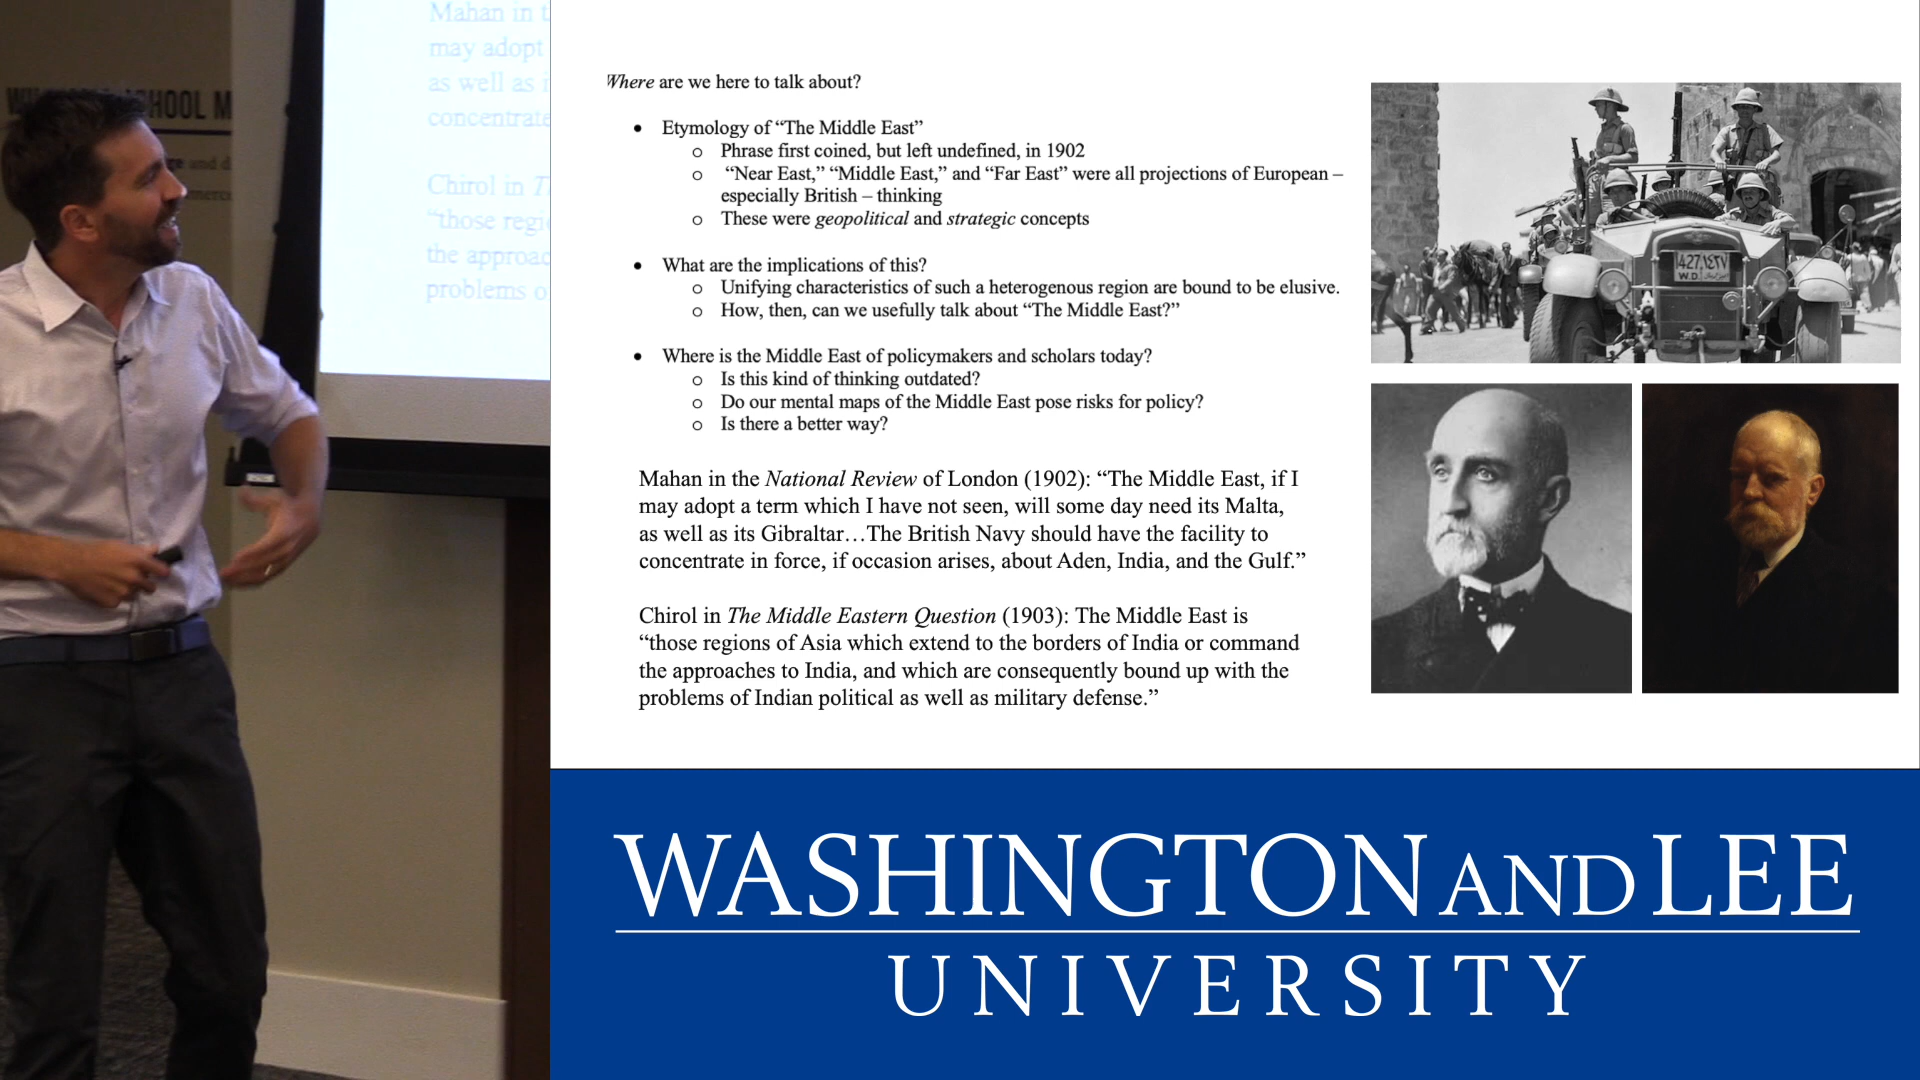 Mahan in t
may adopt
as well as i
concentrate
Chirol in T
“those regi
the approac
problems o
HOOL M
and d
Where are we here to talk about?
• Etymology of “The Middle East”
o Phrase first coined, but left undefined, in 1902
o “Near East,” “Middle East,” and “Far East” were all projections of European –
especially British – thinking
o These were geopolitical and strategic concepts
• What are the implications of this?
o Unifying characteristics of such a heterogenous region are bound to be elusive.
o How, then, can we usefully talk about “The Middle East?”
• Where is the Middle East of policymakers and scholars today?
o Is this kind of thinking outdated?
o Do our mental maps of the Middle East pose risks for policy?
o Is there a better way?
Mahan in the National Review of London (1902): “The Middle East, if I
may adopt a term which I have not seen, will some day need its Malta,
as well as its Gibraltar…The British Navy should have the facility to
concentrate in force, if occasion arises, about Aden, India, and the Gulf.”
Chirol in The Middle Eastern Question (1903): The Middle East is
“those regions of Asia which extend to the borders of India or command
the approaches to India, and which are consequently bound up with the
problems of Indian political as well as military defense.”
1427 ١٤٢٧
W.D.
WASHINGTON AND LEE
UNIVERSITY